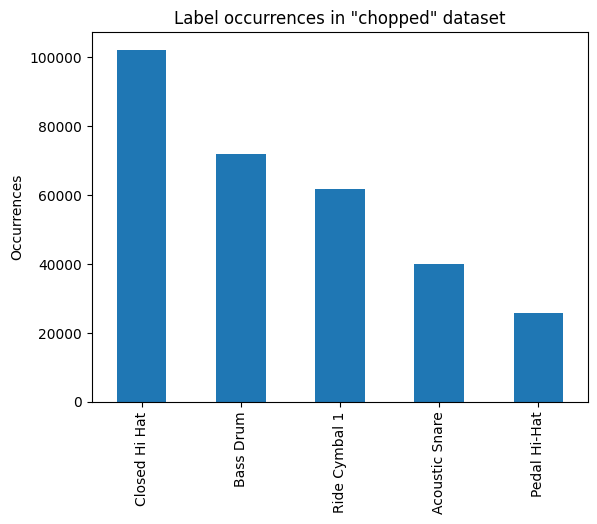 Label occurrences in "chopped" dataset
Occurrences
100000
80000
60000
40000
20000
0
Closed Hi Hat
Bass Drum
Ride Cymbal 1
Acoustic Snare
Pedal Hi-Hat